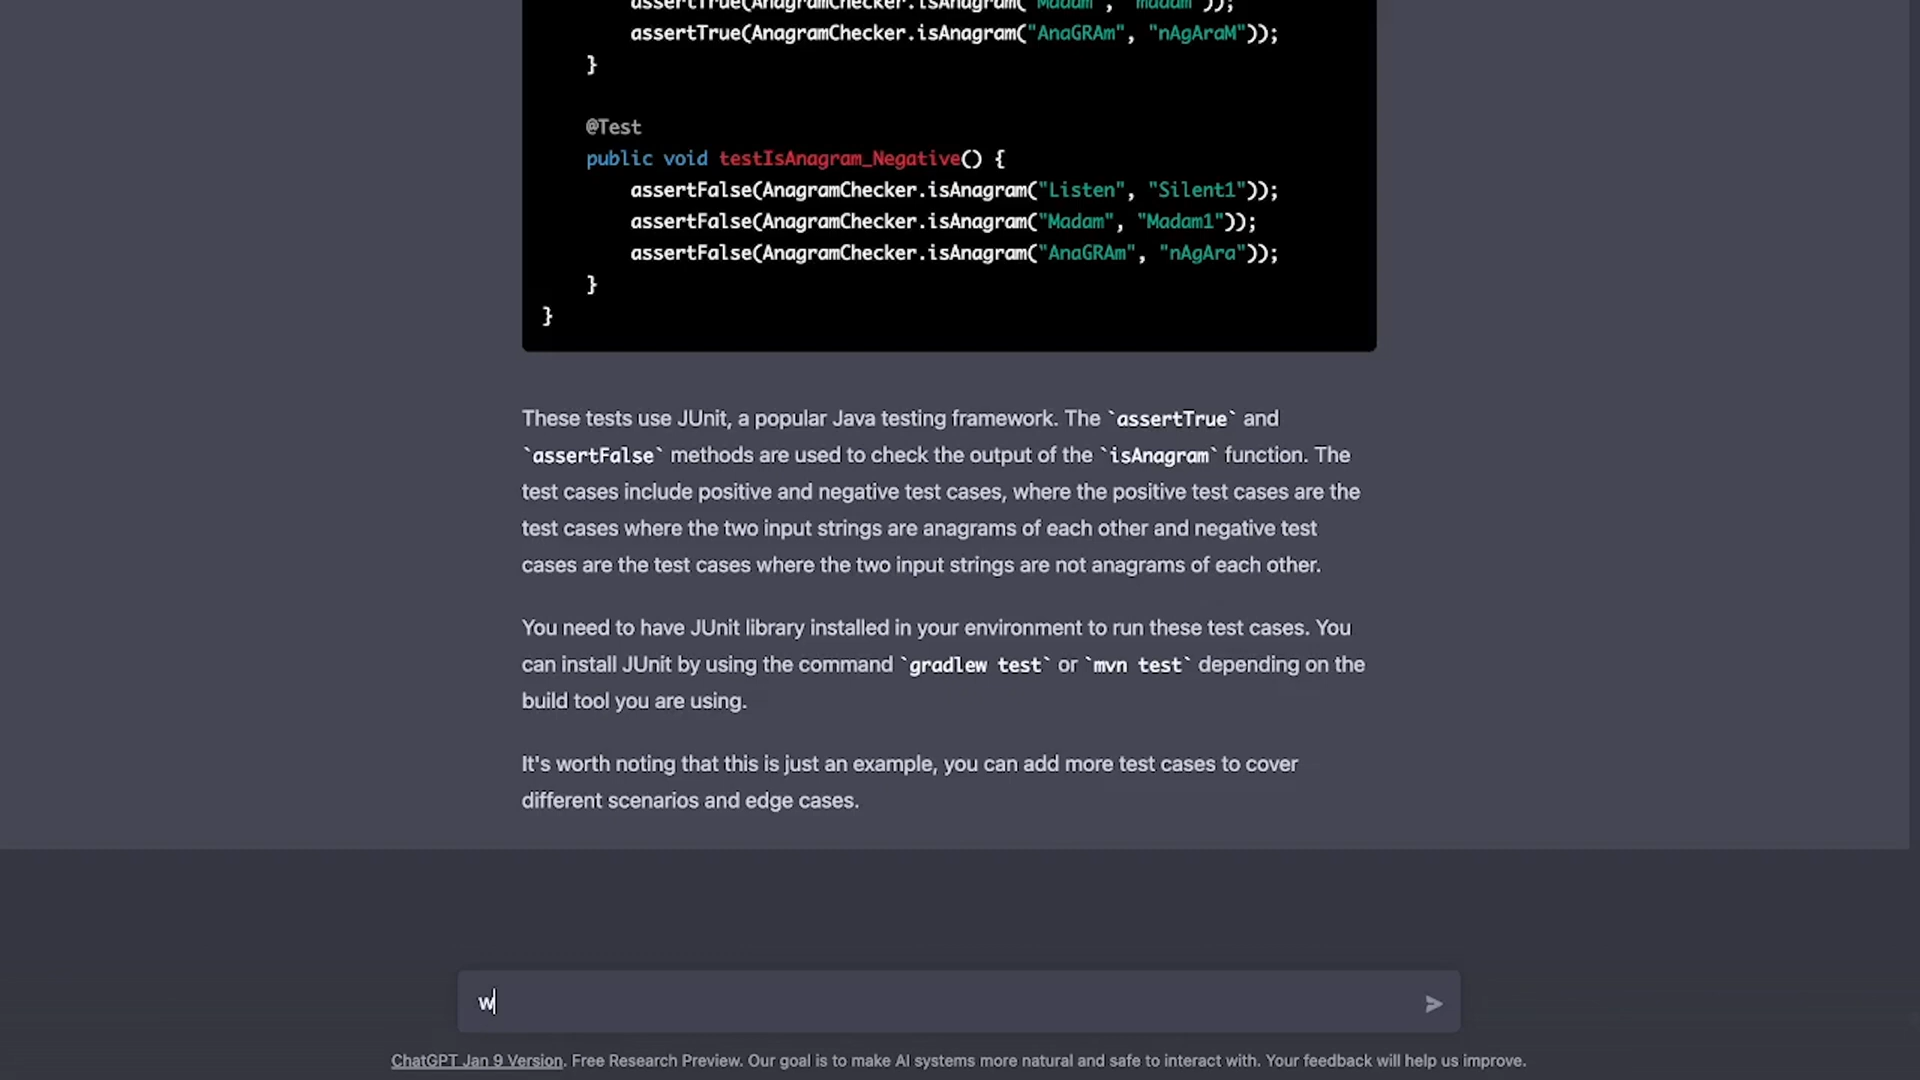 assertTrue(AnagramChecker.isAnagram("Madam", "madam"));
assertTrue(AnagramChecker.isAnagram("AnaGRAm", "nAgAraM"));
}
@Test
public void testIsAnagram_Negative() {
assertFalse(AnagramChecker.isAnagram("Listen", "Silent1"));
assertFalse(AnagramChecker.isAnagram("Madam", "Madam1"));
assertFalse(AnagramChecker.isAnagram("AnaGRAm", "nAgAra"));
}
}
These tests use JUnit, a popular Java testing framework. The `assertTrue` and
`assertFalse` methods are used to check the output of the `isAnagram` function. The
test cases include positive and negative test cases, where the positive test cases are the
test cases where the two input strings are anagrams of each other and negative test
cases are the test cases where the two input strings are not anagrams of each other.
You need to have JUnit library installed in your environment to run these test cases. You
can install JUnit by using the command `gradlew test` or `mvn test` depending on the
build tool you are using.
It's worth noting that this is just an example, you can add more test cases to cover
different scenarios and edge cases.
w
ChatGPT Jan 9 Version. Free Research Preview. Our goal is to make AI systems more natural and safe to interact with. Your feedback will help us improve.